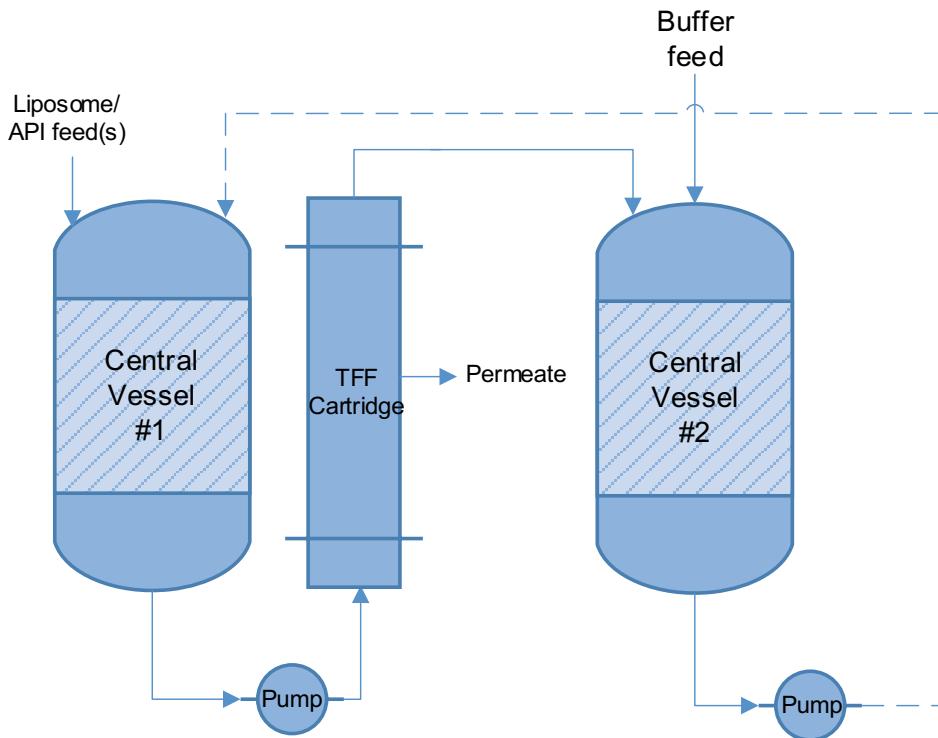 Buffer
feed
Liposome/
API feed(s)
Central
Vessel
#1
TFF
Cartridge
Permeate
Central
Vessel
#2
Pump
Pump